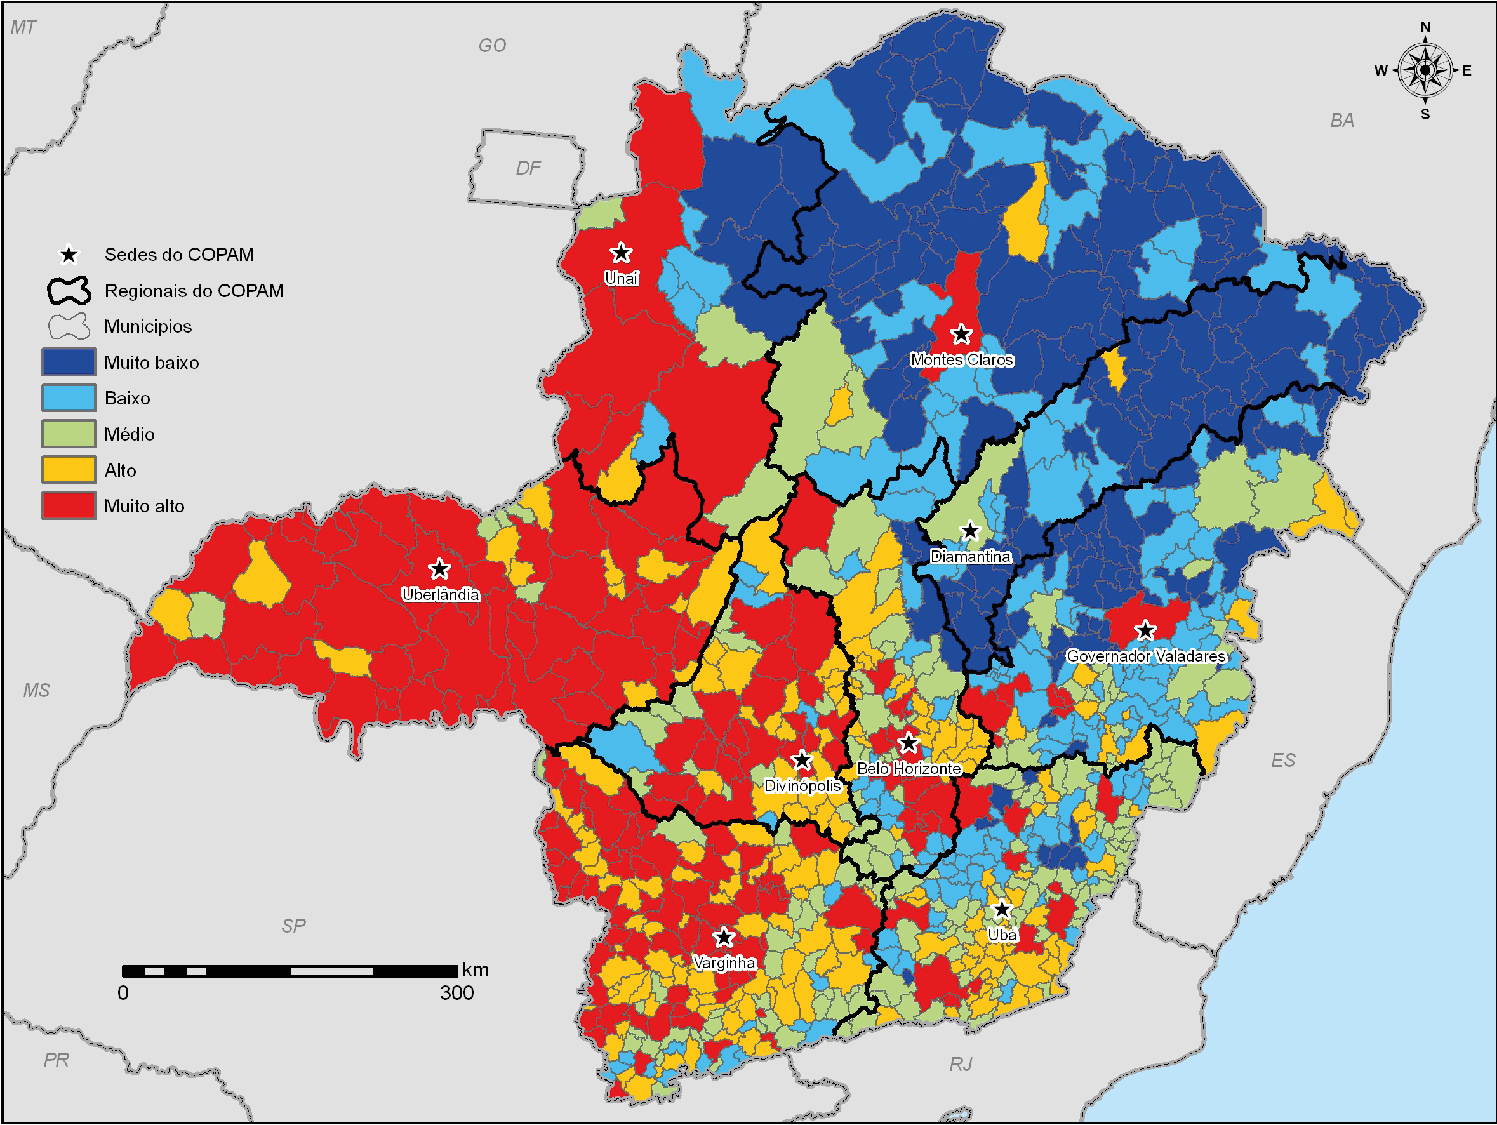 MT
GO
N
W
E
S
BA
DF
Sedes do COPAM
Regionais do COPAM
Municipios
Muito baixo
Baixo
Médio
Alto
Muito alto
Unaí
Montes Claros
Diamantina
Uberlândia
Governador Valadares
MS
Belo Horizonte
Divinópolis
ES
SP
Ubá
Varginha
km
0
300
PR
RJ